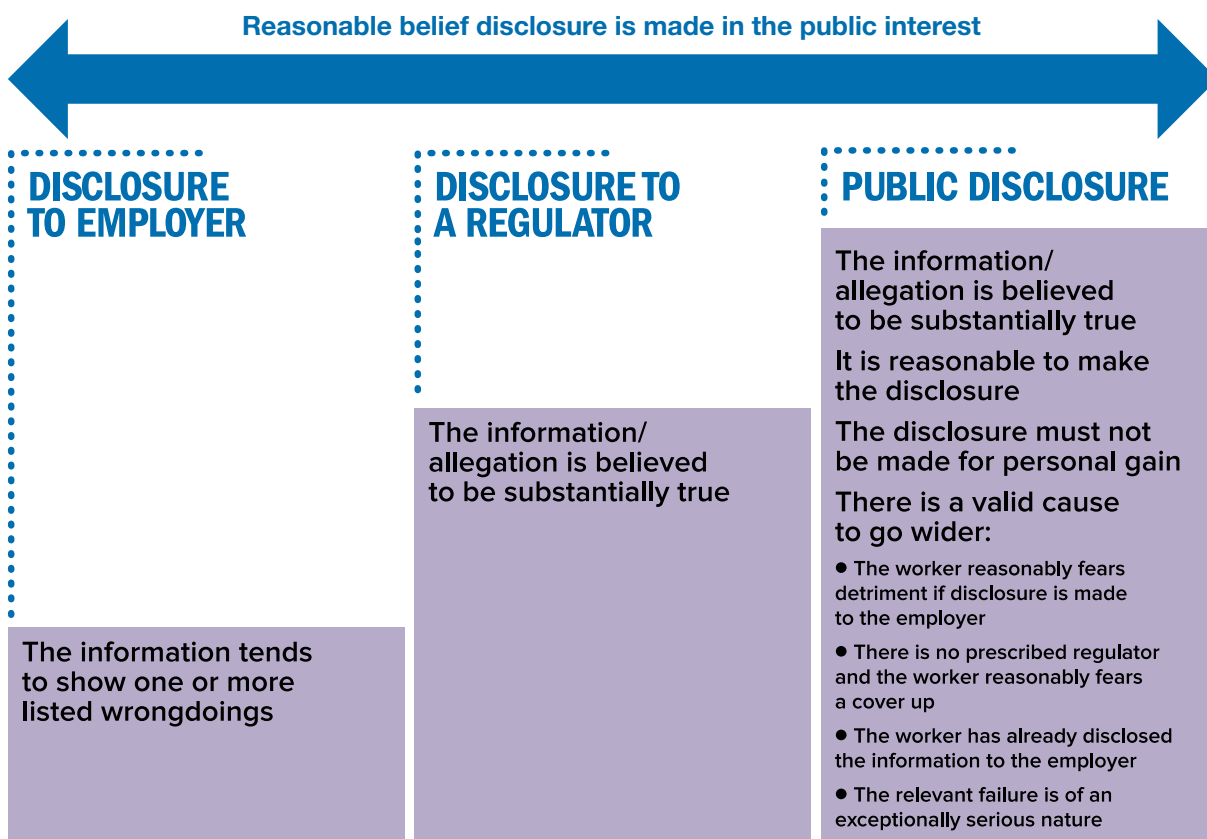 Reasonable belief disclosure is made in the public interest
DISCLOSURE
TO EMPLOYER
The information tends
to show one or more
listed wrongdoings
DISCLOSURE TO
A REGULATOR
The information/
allegation is believed
to be substantially true
PUBLIC DISCLOSURE
The information/
allegation is believed
to be substantially true
It is reasonable to make
the disclosure
The disclosure must not
be made for personal gain
There is a valid cause
to go wider:
● The worker reasonably fears
detriment if disclosure is made
to the employer
● There is no prescribed regulator
and the worker reasonably fears
a cover up
● The worker has already disclosed
the information to the employer
● The relevant failure is of an
exceptionally serious nature